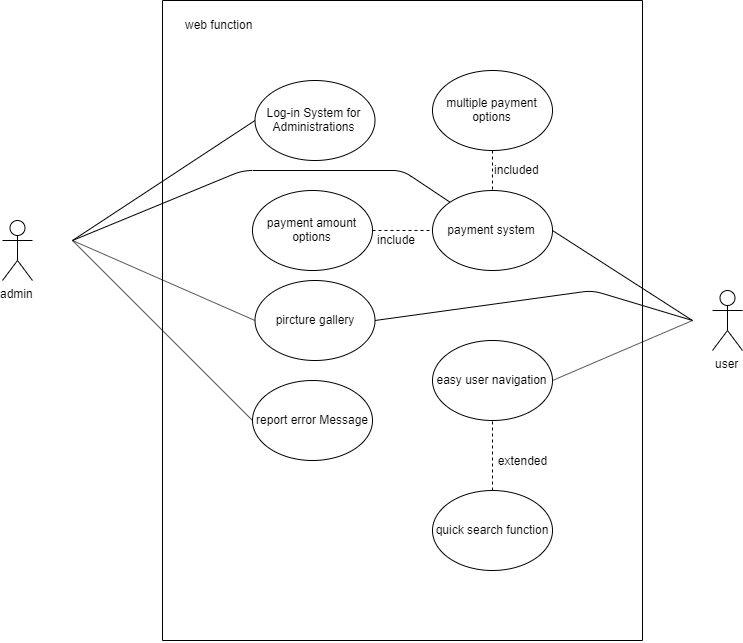 web function
Log-in System for
Administrations
multiple payment
options
included
payment amount
options
include
payment system
admin
pircture gallery
user
easy user navigation
report error Message
extended
quick search function